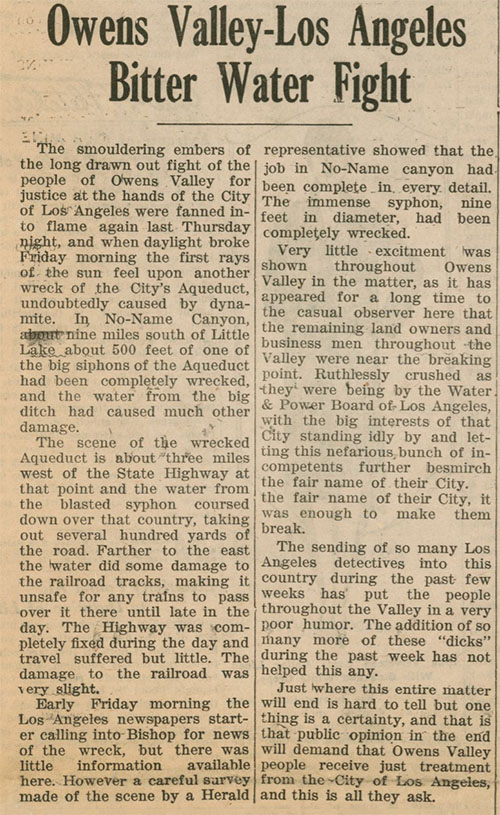 Owens Valley-Los Angeles
Bitter Water Fight
The smouldering embers of
the long drawn out fight of the
people of Owens Valley for
justice at the hands of the City
of Los Angeles were fanned in-
to flame again last Thursday
night, and when daylight broke
Friday morning the first rays
of the sun feel upon another
wreck of the City's Aqueduct,
undoubtedly caused by dyna-
mite. In No-Name Canyon,
about nine miles south of Little
Lake about 500 feet of one of
the big siphons of the Aqueduct
had been completely wrecked,
and the water from the big
ditch had caused much other
damage.
The scene of the wrecked
Aqueduct is about three miles
west of the State Highway at
that point and the water from
the blasted syphon coursed
down over that country, taking
out several hundred yards of
the road. Farther to the east
the water did some damage to
the railroad tracks, making it
unsafe for any trains to pass
over it there until late in the
day. The Highway was com-
pletely fixed during the day and
travel suffered but little. The
damage to the railroad was
very slight.
Early Friday morning the
Los Angeles newspapers start-
er calling into Bishop for news
of the wreck, but there was
little information available
here. However a careful survey
made of the scene by a Herald
representative showed that the
job in No-Name canyon had
been complete in every detail.
The immense syphon, nine
feet in diameter, had been
completely wrecked.
Very little excitment was
shown throughout Owens
Valley in the matter, as it has
appeared for a long time to
the casual observer here that
the remaining land owners and
business men throughout the
Valley were near the breaking
point. Ruthlessly crushed as
they were being by the Water
& Power Board of Los Angeles,
with the big interests of that
City standing idly by and let-
ting this nefarious bunch of in-
competents further besmirch
the fair name of their City.
the fair name of their City, it
was enough to make them
break.
The sending of so many Los
Angeles detectives into this
country during the past few
weeks has put the people
throughout the Valley in a very
poor humor. The addition of so
many more of these "dicks"
during the past week has not
helped this any.
Just where this entire matter
will end is hard to tell but one
thing is a certainty, and that is
that public opinion in the end
will demand that Owens Valley
people receive just treatment
from the City of Los Angeles,
and this is all they ask.